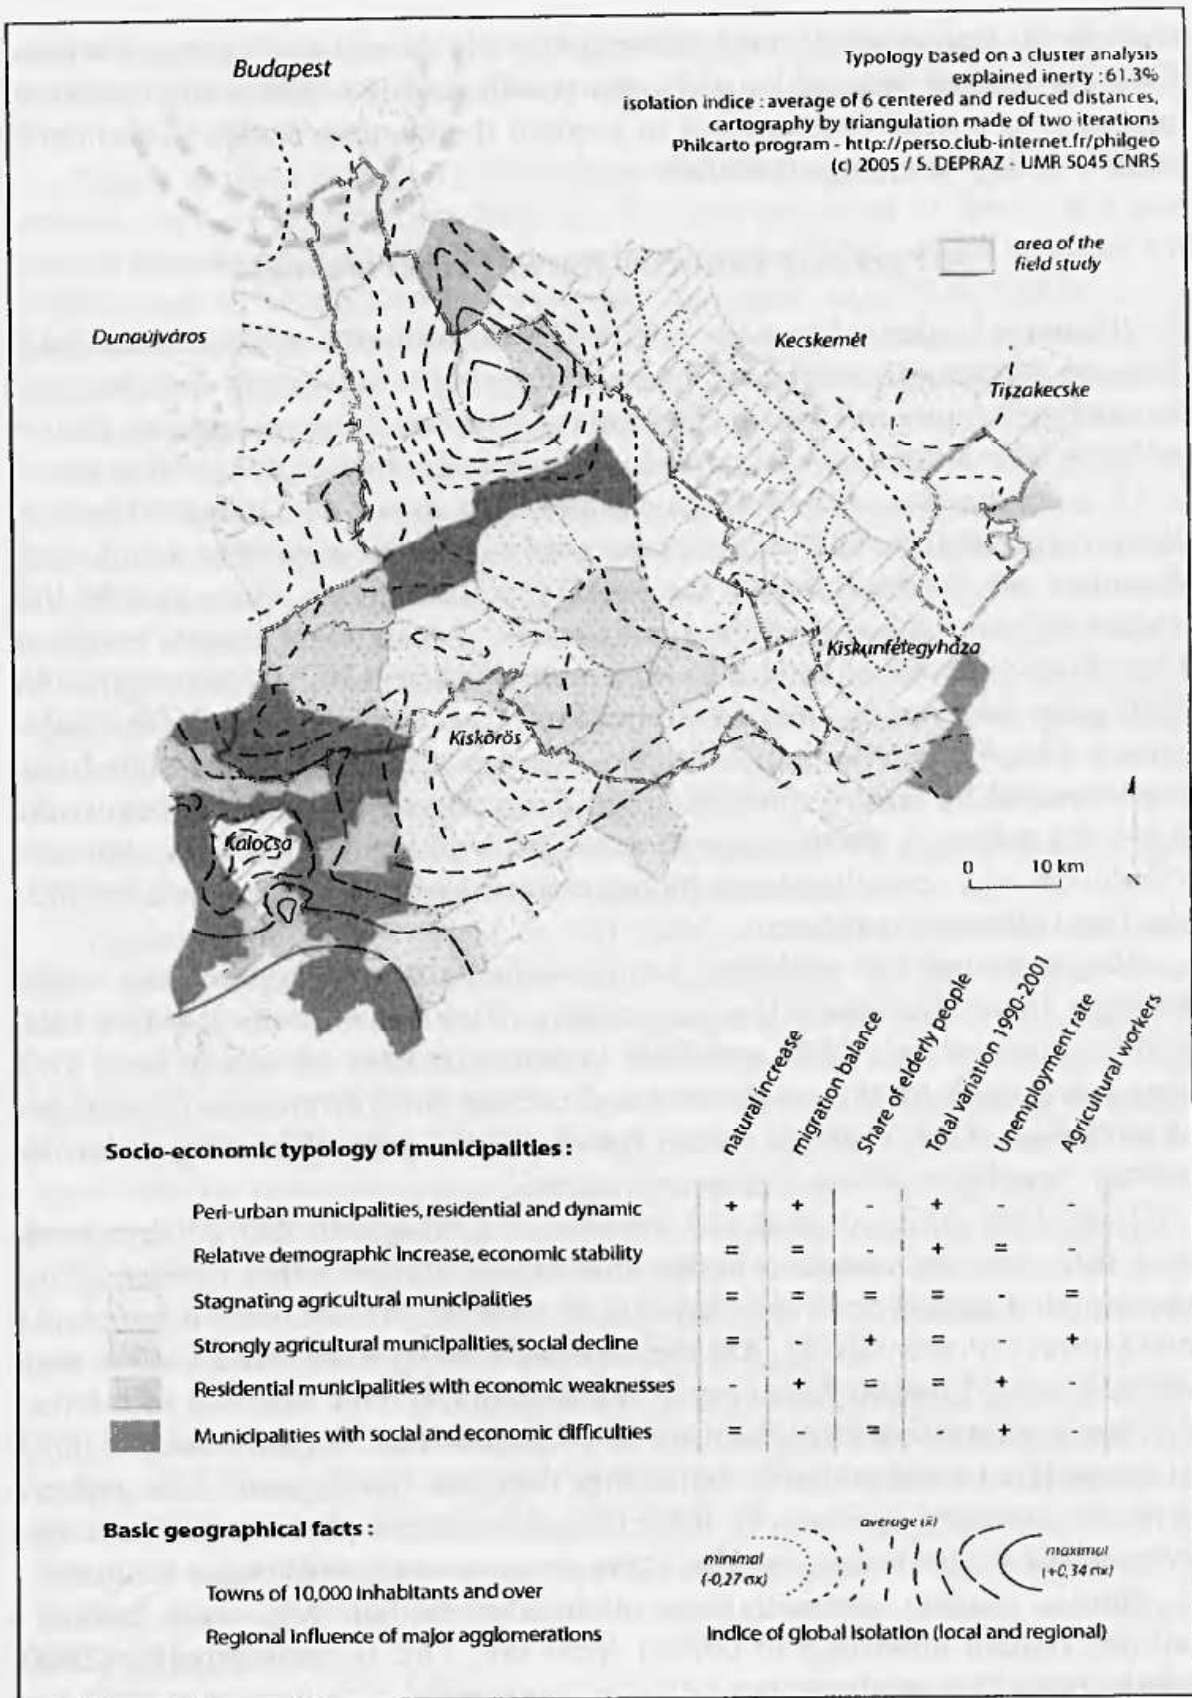 Budapest
Typology based on a cluster analysis
explained inerty : 61.3%
isolation indice : average of 6 centered and reduced distances,
cartography by triangulation made of two iterations
Philcarto program - http://perso.club-internet.fr/philgeo
(c) 2005 / S. DEPRAZ - UMR 5045 CNRS
area of the
field study
Dunaújváros
Kecskemét
Tiszakecske
Kiskunfétegyháza
Kiskőrös
Kalocsa
0 10 km
natural increase
migration balance
Share of elderly people
Total variation 1990-2001
Unemployment rate
Agricultural workers
Socio-economic typology of municipalities :
Peri-urban municipalities, residential and dynamic + + - + - -
Relative demographic increase, economic stability = = - + = -
Stagnating agricultural municipalities = = = = - =
Strongly agricultural municipalities, social decline = - + = - +
Residential municipalities with economic weaknesses - + = = + -
Municipalities with social and economic difficulties = - = - + -
Basic geographical facts :
average (x̄)
minimal
(-0,27 σx)
maximal
(+0,34 σx)
Towns of 10,000 inhabitants and over
Regional influence of major agglomerations
Indice of global isolation (local and regional)